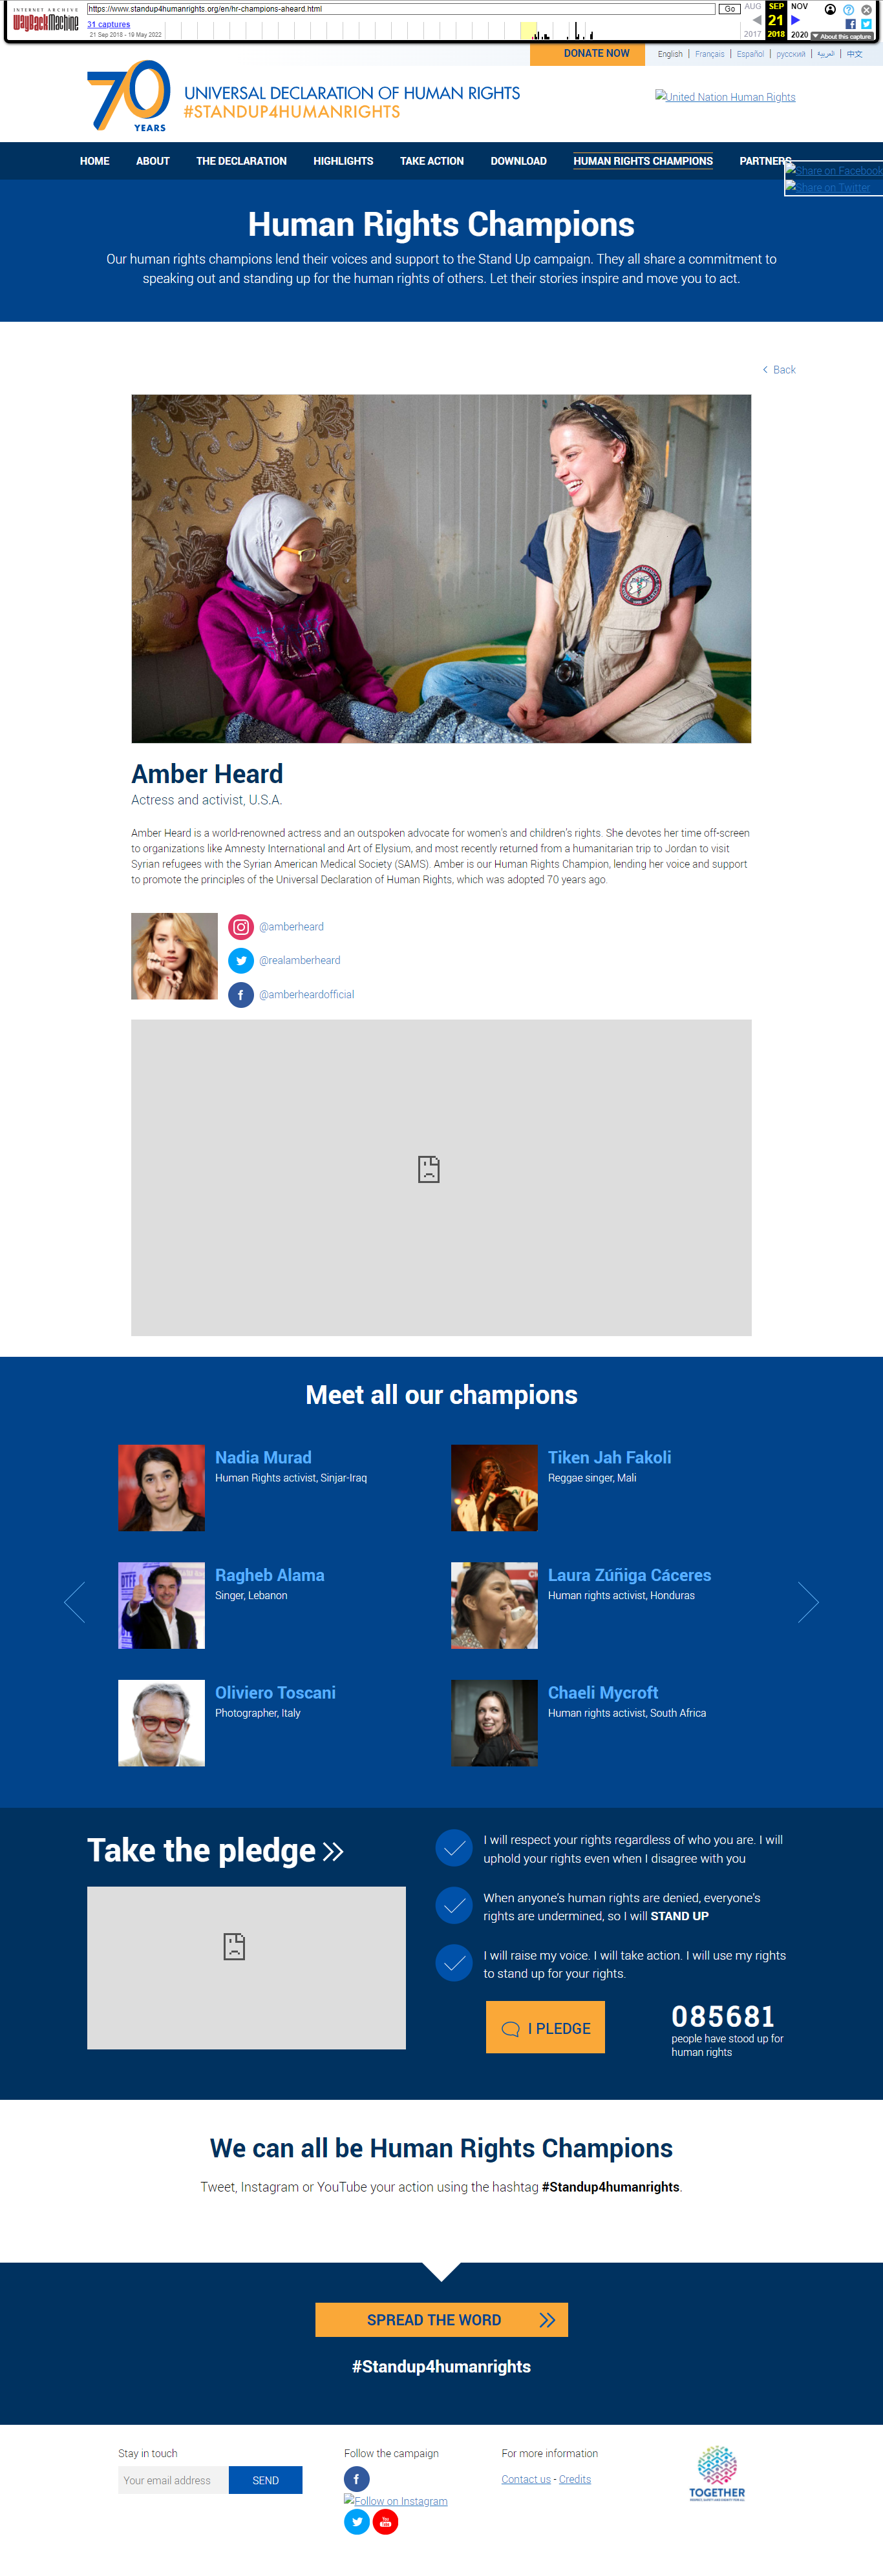 INTERNET ARCHIVE
WayBackMachine
https://www.standup4humanrights.org/en/hr-champions-aheard.html
Go
31 captures
21 Sep 2018 - 19 May 2022
AUG SEP NOV
21
2017 2018 2020
About this capture
DONATE NOW
English | Français | Español | русский | العربية | 中文
70 YEARS
UNIVERSAL DECLARATION OF HUMAN RIGHTS
#STANDUP4HUMANRIGHTS
United Nation Human Rights
HOME ABOUT THE DECLARATION HIGHLIGHTS TAKE ACTION DOWNLOAD HUMAN RIGHTS CHAMPIONS PARTNERS
Share on Facebook
Share on Twitter
Human Rights Champions
Our human rights champions lend their voices and support to the Stand Up campaign. They all share a commitment to
speaking out and standing up for the human rights of others. Let their stories inspire and move you to act.
Back
Amber Heard
Actress and activist, U.S.A.
Amber Heard is a world-renowned actress and an outspoken advocate for women's and children's rights. She devotes her time off-screen
to organizations like Amnesty International and Art of Elysium, and most recently returned from a humanitarian trip to Jordan to visit
Syrian refugees with the Syrian American Medical Society (SAMS). Amber is our Human Rights Champion, lending her voice and support
to promote the principles of the Universal Declaration of Human Rights, which was adopted 70 years ago.
@amberheard
@realamberheard
@amberheardofficial
Meet all our champions
Nadia Murad
Human Rights activist, Sinjar-Iraq
Tiken Jah Fakoli
Reggae singer, Mali
Ragheb Alama
Singer, Lebanon
Laura Zúñiga Cáceres
Human rights activist, Honduras
Oliviero Toscani
Photographer, Italy
Chaeli Mycroft
Human rights activist, South Africa
Take the pledge
I will respect your rights regardless of who you are. I will
uphold your rights even when I disagree with you
When anyone's human rights are denied, everyone's
rights are undermined, so I will STAND UP
I will raise my voice. I will take action. I will use my rights
to stand up for your rights.
I PLEDGE
085681
people have stood up for
human rights
We can all be Human Rights Champions
Tweet, Instagram or YouTube your action using the hashtag #Standup4humanrights.
SPREAD THE WORD
#Standup4humanrights
Stay in touch
Your email address
SEND
Follow the campaign
Follow on Instagram
You Tube
For more information
Contact us - Credits
TOGETHER